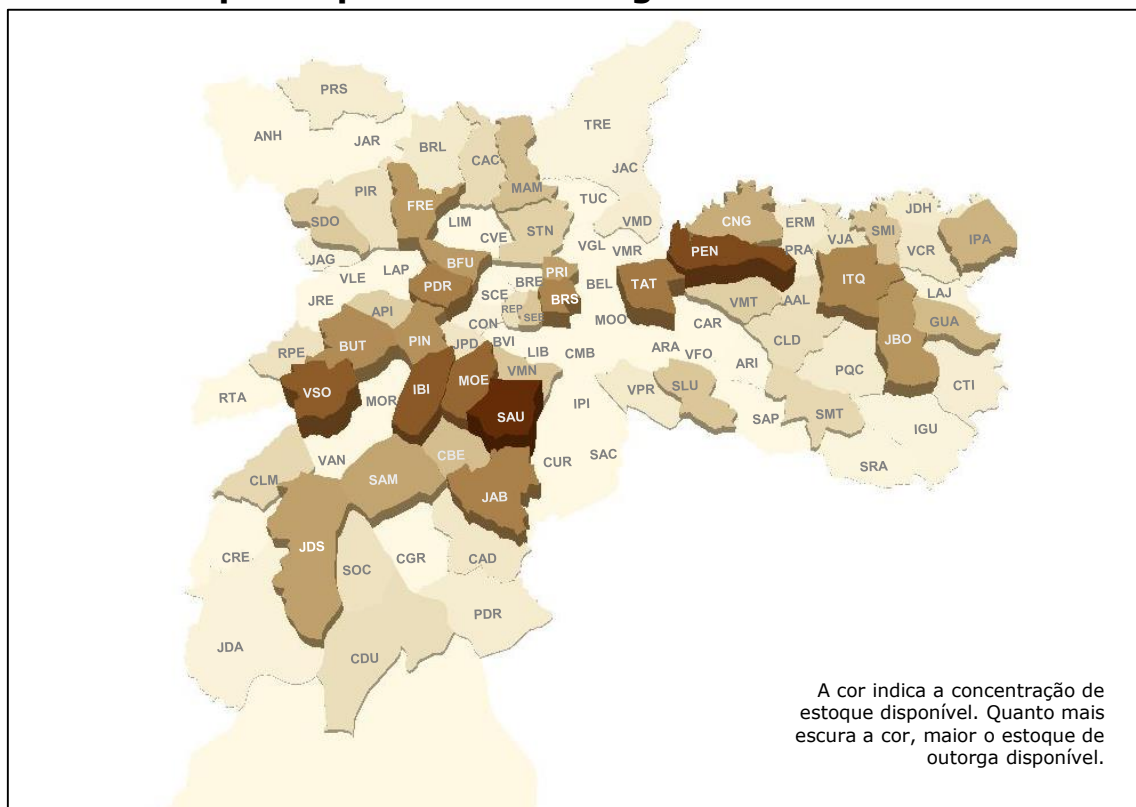 PRS
TRE
ANH
JAR
BRL
CAC
JAC
MAM
PIR
FRE
TUC
SDO
LIM
STN
VMD
CVE
CNG
ERM
JDH
SMI
VJA
IPA
JAG
VGL
VMR
PEN
PRA
VCR
VLE
LAP
BFU
PRI
ITQ
JRE
PDR
SCE
BRE
BEL
TAT
LAJ
API
REP
SEE
BRS
MOO
VMT
AAL
GUA
CON
RPE
BUT
PIN
JPD
BVI
LIB
CMB
ARA
VFO
CAR
CLD
JBO
ARI
PQC
VSO
MOR
IBI
MOE
VMN
VPR
SLU
CTI
RTA
SAU
IPI
SAP
SMT
IGU
VAN
CBE
CUR
SAC
SRA
CLM
SAM
JAB
CRE
JDS
SOC
CGR
CAD
PDR
JDA
CDU
A cor indica a concentração de
estoque disponível. Quanto mais
escura a cor, maior o estoque de
outorga disponível.